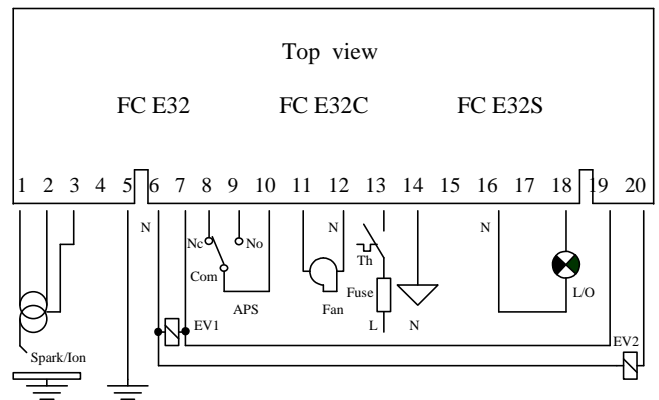 Top view
FC E32 FC E32C FC E32S
1 2 3 4 5 6 7 8 9 10 11 12 13 14 15 16 17 18 19 20
N N N
Nc No
Com Th
APS Fan Fuse L/O
L N
EV1 EV2
Spark/Ion